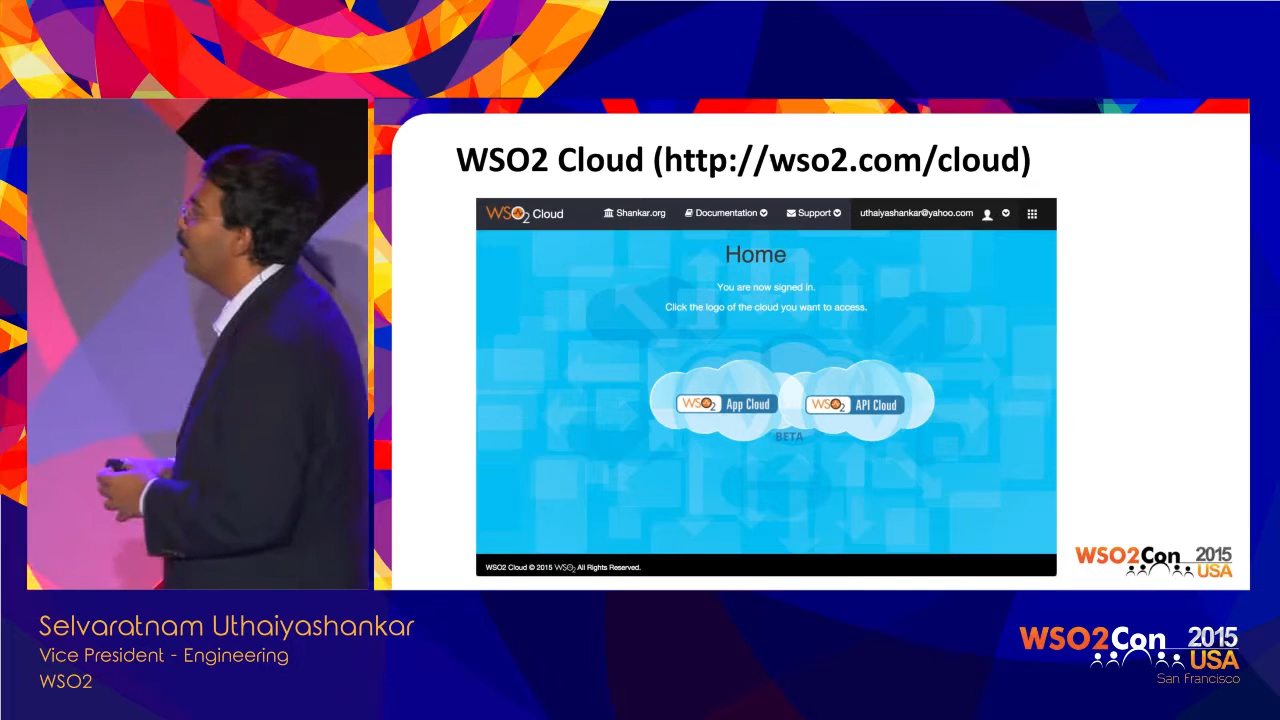 WSO2 Cloud (http://wso2.com/cloud)
WSO2 Cloud Shankar.org Documentation Support uthaiyashankar@yahoo.com
Home
You are now signed in.
Click the logo of the cloud you want to access.
WSO2 App Cloud WSO2 API Cloud
BETA
WSO2 Cloud © 2015 WSO2 All Rights Reserved.
WSO2Con 2015
USA
Selvaratnam Uthaiyashankar
Vice President - Engineering
WSO2
WSO2Con 2015
USA
San Francisco